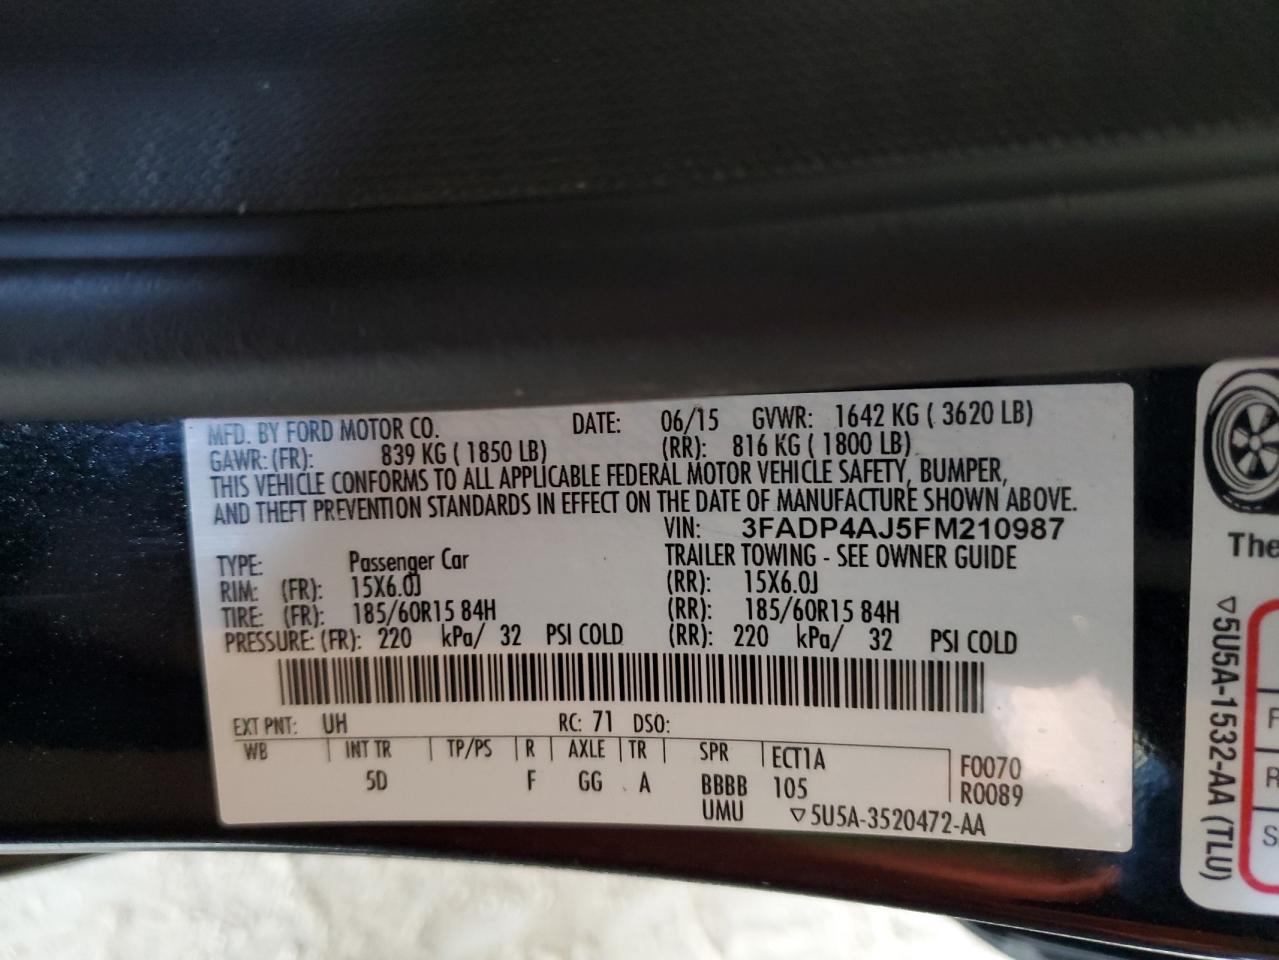 MFD. BY FORD MOTOR CO. DATE: 06/15 GVWR: 1642 KG ( 3620 LB)
GAWR: (FR): 839 KG ( 1850 LB) (RR): 816 KG ( 1800 LB)
THIS VEHICLE CONFORMS TO ALL APPLICABLE FEDERAL MOTOR VEHICLE SAFETY, BUMPER,
AND THEFT PREVENTION STANDARDS IN EFFECT ON THE DATE OF MANUFACTURE SHOWN ABOVE.
VIN: 3FADP4AJ5FM210987
TYPE: Passenger Car TRAILER TOWING - SEE OWNER GUIDE
RIM: (FR): 15X6.0J (RR): 15X6.0J
TIRE: (FR): 185/60R15 84H (RR): 185/60R15 84H
PRESSURE: (FR): 220 kPa/ 32 PSI COLD (RR): 220 kPa/ 32 PSI COLD
EXT PNT: UH RC: 71 DSO:
WB INT TR TP/PS R AXLE TR SPR ECT1A F0070
5D F GG A BBBB 105 R0089
UMU ▽5U5A-3520472-AA
The
▽5U5A-1532-AA (TLU)
F
R
S